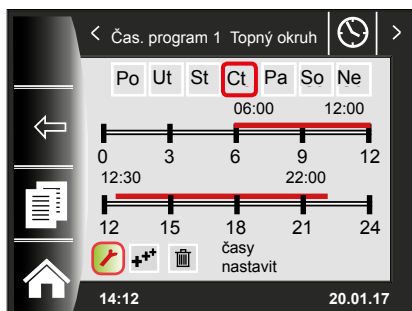 Čas. program 1 Topný okruh
Po Ut St Ct Pa So Ne
06:00 12:00
0 3 6 9 12
12:30 22:00
12 15 18 21 24
časy
nastavit
14:12 20.01.17